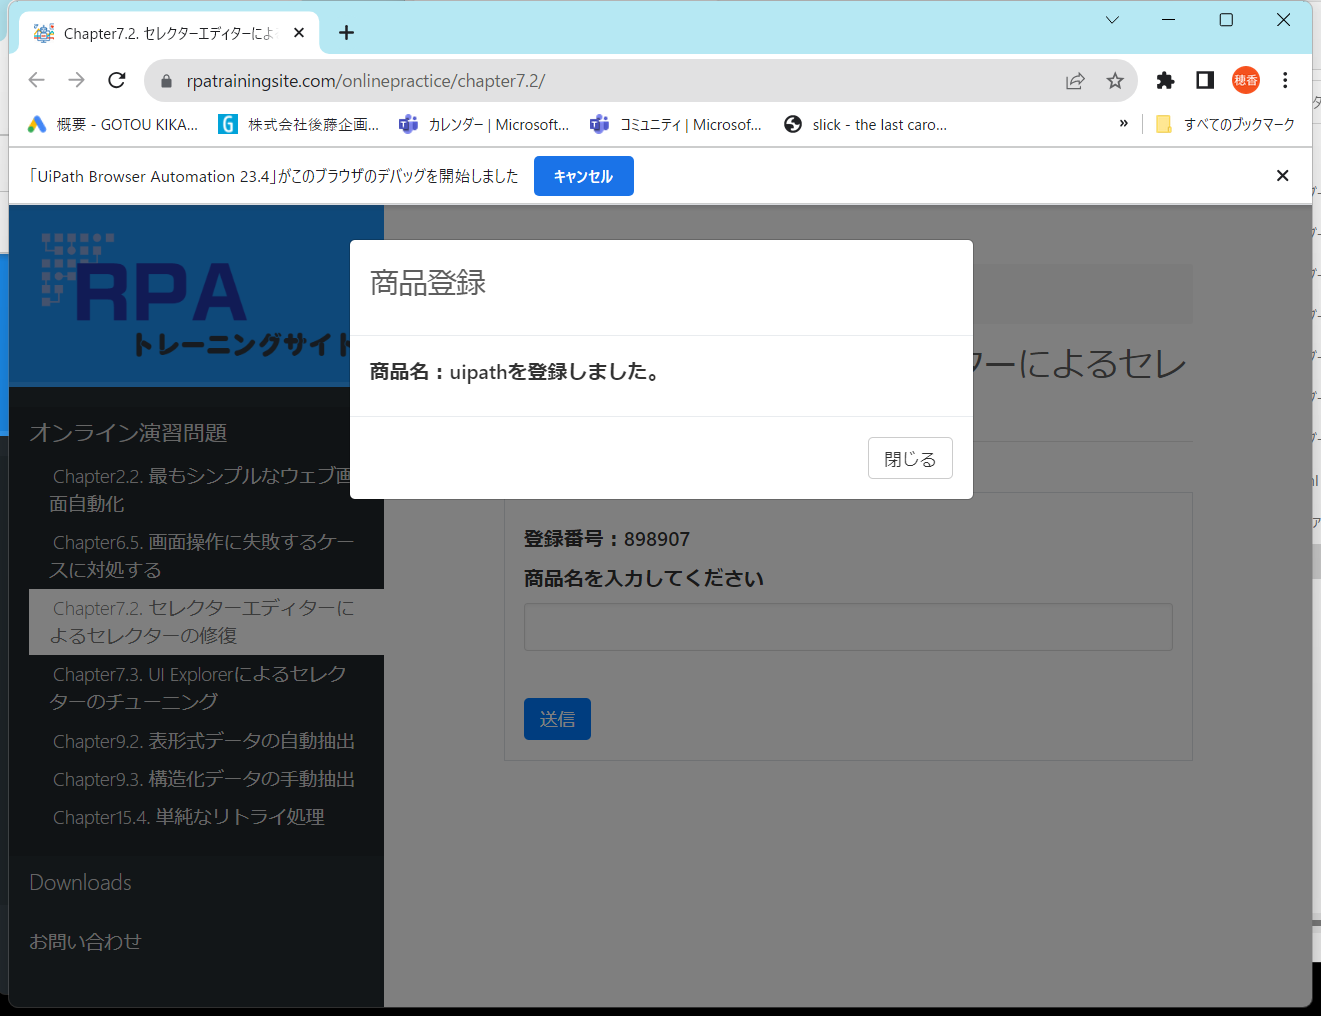 Chapter7.2. セレクターエディターによ
rpatrainingsite.com/onlinepractice/chapter7.2/
穂香
概要 - GOTOU KIKA...
株式会社後藤企画...
カレンダー | Microsoft...
コミュニティ | Microsof...
slick - the last caro...
»
すべてのブックマーク
「UiPath Browser Automation 23.4」がこのブラウザのデバッグを開始しました
キャンセル
RPA
トレーニングサイト
商品登録
商品名：uipathを登録しました。
閉じる
ターによるセレ
オンライン演習問題
Chapter2.2. 最もシンプルなウェブ画
面自動化
Chapter6.5. 画面操作に失敗するケー
スに対処する
Chapter7.2. セレクターエディターに
よるセレクターの修復
Chapter7.3. UI Explorerによるセレク
ターのチューニング
Chapter9.2. 表形式データの自動抽出
Chapter9.3. 構造化データの手動抽出
Chapter15.4. 単純なリトライ処理
Downloads
お問い合わせ
登録番号：898907
商品名を入力してください
送信